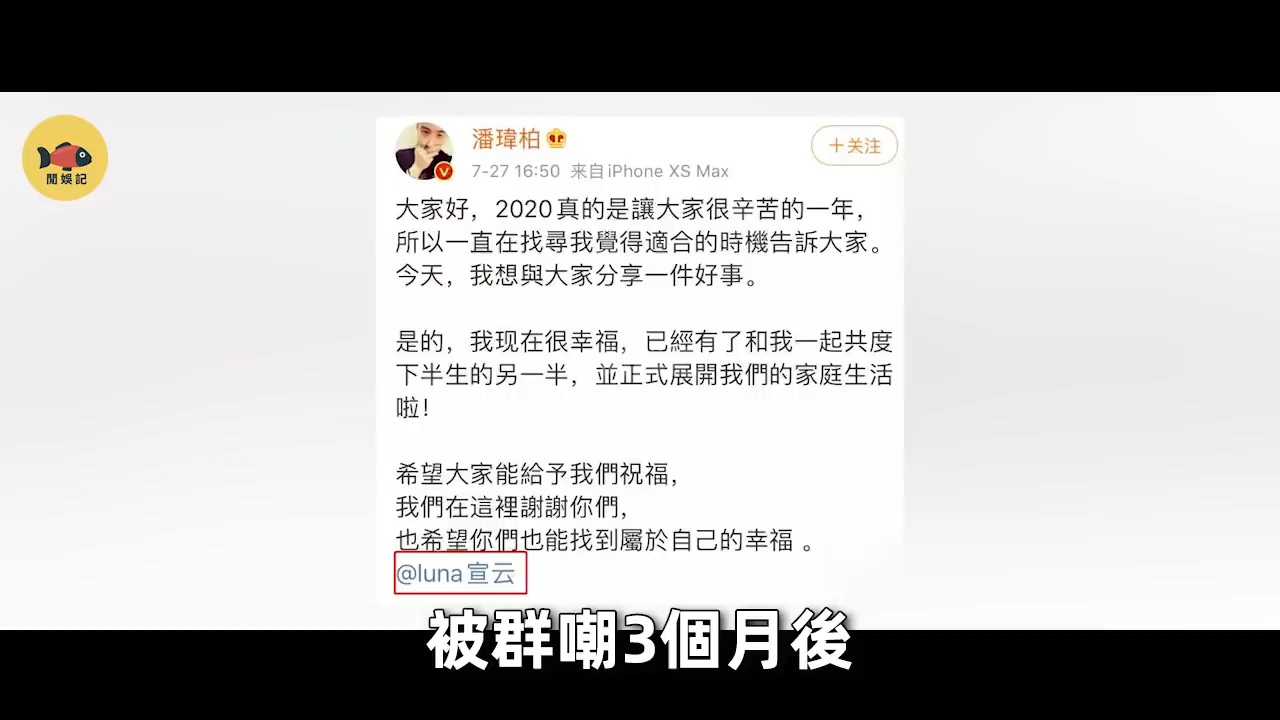 閒娛記
潘瑋柏
+关注
7-27 16:50 来自iPhone XS Max
大家好，2020真的是讓大家很辛苦的一年，
所以一直在找尋我覺得適合的時機告訴大家。
今天，我想與大家分享一件好事。
是的，我现在很幸福，已經有了和我一起共度
下半生的另一半，並正式展開我們的家庭生活
啦！
希望大家能給予我們祝福，
我們在這裡謝謝你們，
也希望你們也能找到屬於自己的幸福 。
@luna宣云
被群嘲3個月後